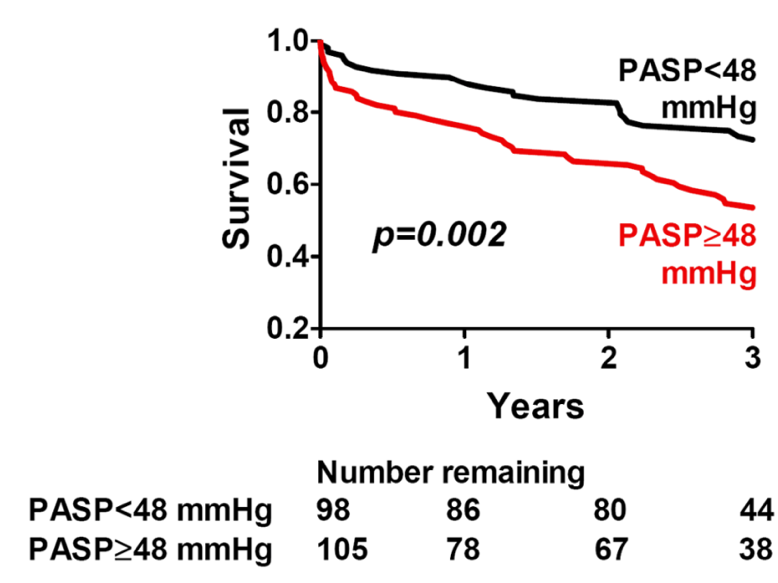 1.0
0.8
0.6
0.4
0.2
Survival
PASP<48
mmHg
p=0.002
PASP≥48
mmHg
0 1 2 3
Years
Number remaining
PASP<48 mmHg 98 86 80 44
PASP≥48 mmHg 105 78 67 38